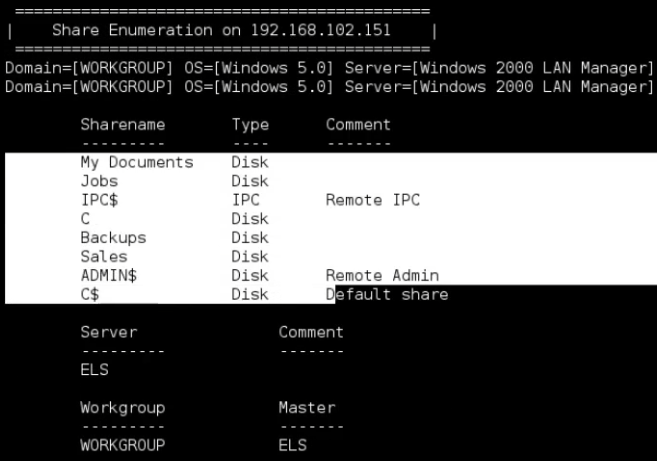 ==========================================
| Share Enumeration on 192.168.102.151 |
==========================================
Domain=[WORKGROUP] OS=[Windows 5.0] Server=[Windows 2000 LAN Manager]
Domain=[WORKGROUP] OS=[Windows 5.0] Server=[Windows 2000 LAN Manager]
Sharename Type Comment
--------- ---- -------
My Documents Disk
Jobs Disk
IPC$ IPC Remote IPC
C Disk
Backups Disk
Sales Disk
ADMIN$ Disk Remote Admin
C$ Disk Default share
Server Comment
--------- -------
ELS
Workgroup Master
--------- -------
WORKGROUP ELS